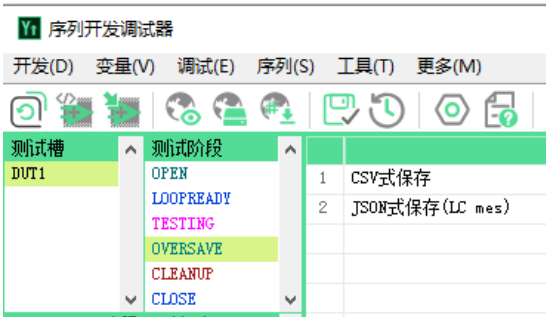 Yt 序列开发调试器
开发(D) 变量(V) 调试(E) 序列(S) 工具(T) 更多(M)
测试槽 测试阶段
DUT1 OPEN
1 CSV式保存
LOOPREADY
2 JSON式保存(LC mes)
TESTING
OVERSAVE
CLEANUP
CLOSE